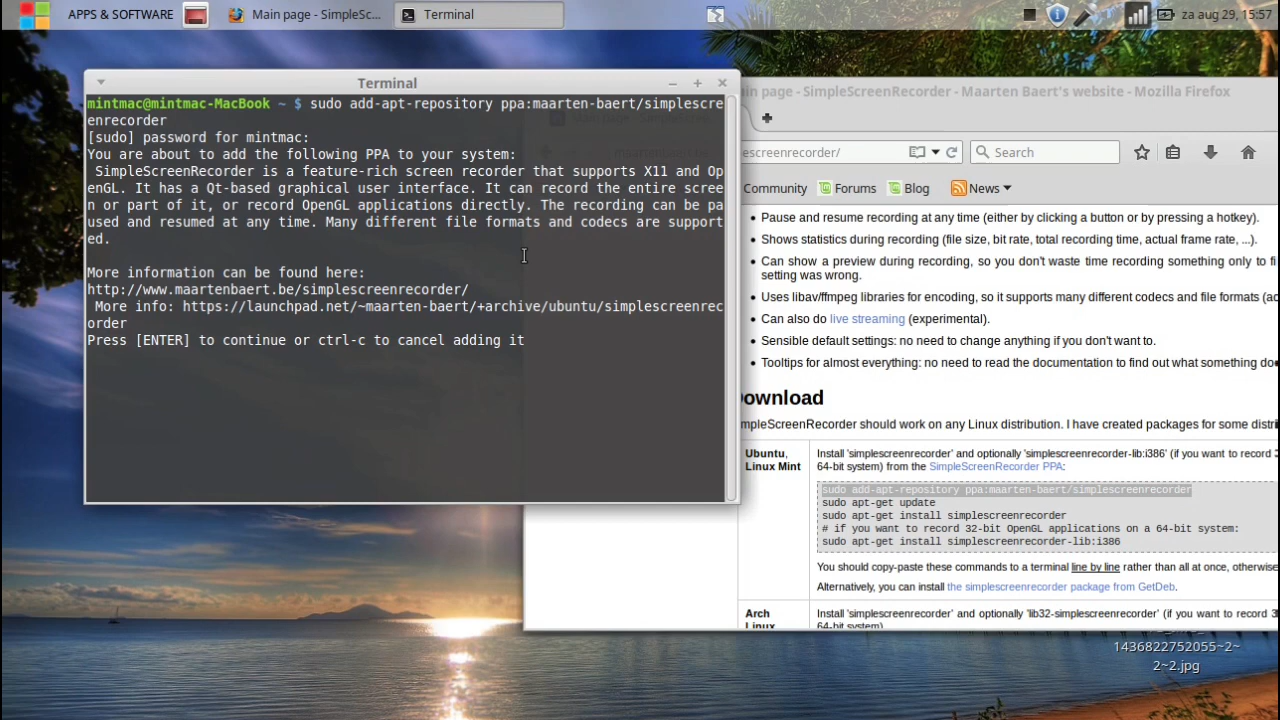 APPS & SOFTWARE
Main page - SimpleSc...
Terminal
za aug 29, 15:57
Terminal
mintmac@mintmac-MacBook ~ $ sudo add-apt-repository ppa:maarten-baert/simplescre
enrecorder
[sudo] password for mintmac:
You are about to add the following PPA to your system:
SimpleScreenRecorder is a feature-rich screen recorder that supports X11 and Op
enGL. It has a Qt-based graphical user interface. It can record the entire scree
n or part of it, or record OpenGL applications directly. The recording can be pa
used and resumed at any time. Many different file formats and codecs are support
ed.
More information can be found here:
http://www.maartenbaert.be/simplescreenrecorder/
More info: https://launchpad.net/~maarten-baert/+archive/ubuntu/simplescreenrec
order
Press [ENTER] to continue or ctrl-c to cancel adding it
in page - SimpleScreenRecorder - Maarten Baert's website - Mozilla Firefox
escreenrecorder/
Search
Community
Forums
Blog
News
Pause and resume recording at any time (either by clicking a button or by pressing a hotkey).
Shows statistics during recording (file size, bit rate, total recording time, actual frame rate, ...).
Can show a preview during recording, so you don't waste time recording something only to fi
setting was wrong.
Uses libav/ffmpeg libraries for encoding, so it supports many different codecs and file formats (a
Can also do live streaming (experimental).
Sensible default settings: no need to change anything if you don't want to.
Tooltips for almost everything: no need to read the documentation to find out what something do
ownload
mpleScreenRecorder should work on any Linux distribution. I have created packages for some distri
Ubuntu,
Linux Mint
Install 'simplescreenrecorder' and optionally 'simplescreenrecorder-lib:i386' (if you want to record 3
64-bit system) from the SimpleScreenRecorder PPA:
sudo add-apt-repository ppa:maarten-baert/simplescreenrecorder
sudo apt-get update
sudo apt-get install simplescreenrecorder
# if you want to record 32-bit OpenGL applications on a 64-bit system:
sudo apt-get install simplescreenrecorder-lib:i386
You should copy-paste these commands to a terminal line by line rather than all at once, otherwise
Alternatively, you can install the simplescreenrecorder package from GetDeb.
Arch
Linux
Install 'simplescreenrecorder' and optionally 'lib32-simplescreenrecorder' (if you want to record 3
64-bit system)
1436822752055~2~
2~2.jpg